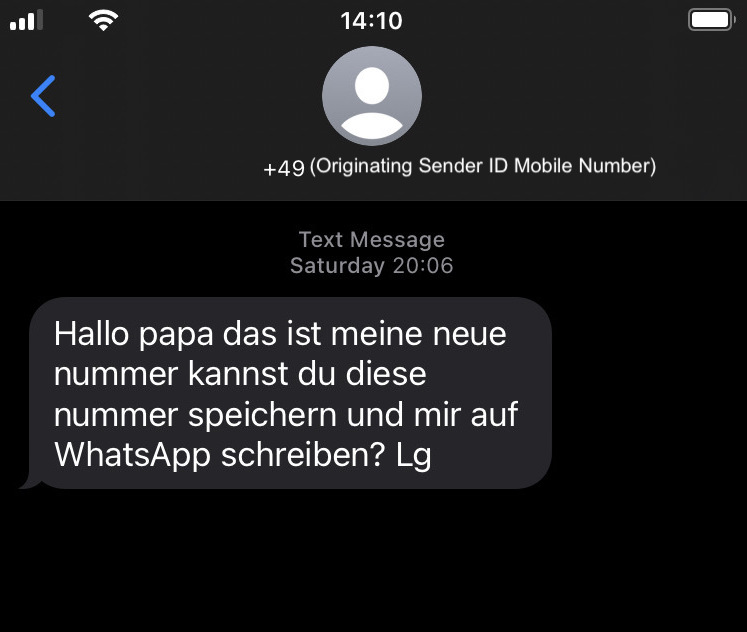 14:10
+49 (Originating Sender ID Mobile Number)
Text Message
Saturday 20:06
Hallo papa das ist meine neue
nummer kannst du diese
nummer speichern und mir auf
WhatsApp schreiben? Lg